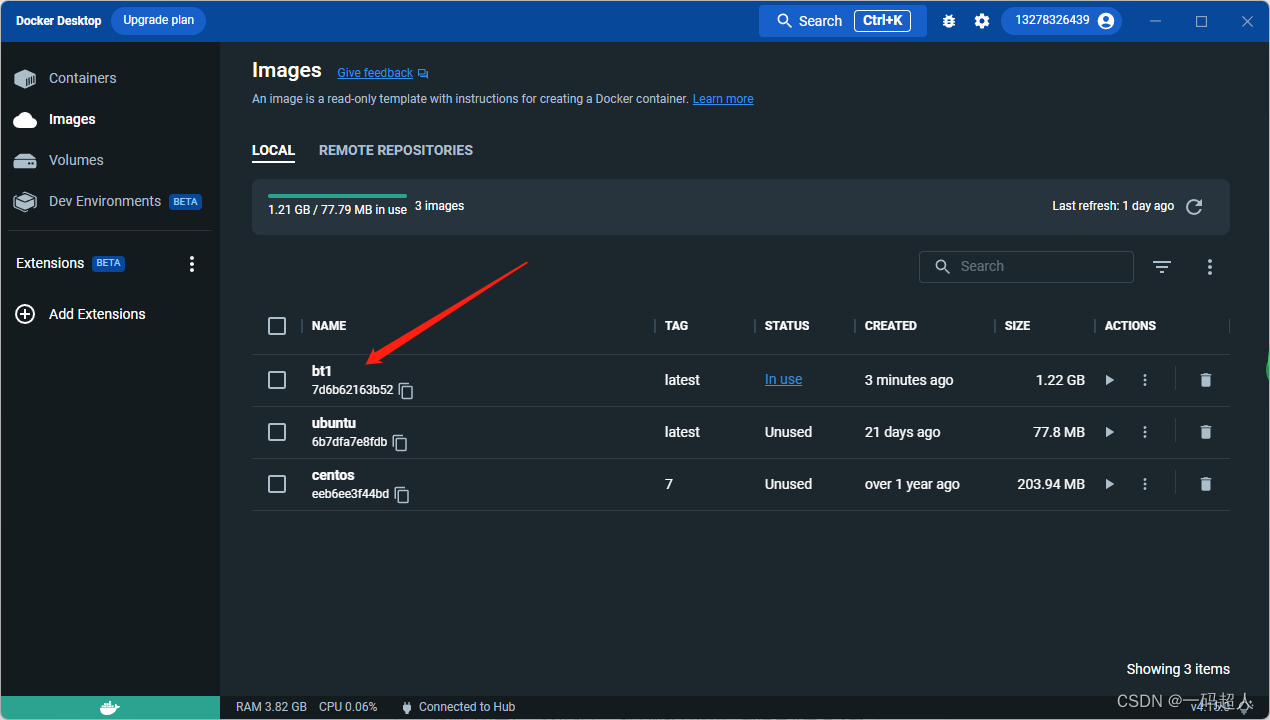 Docker Desktop Upgrade plan Search Ctrl+K 13278326439
Containers
Images
Volumes
Dev Environments BETA
Extensions BETA
Add Extensions
Images Give feedback
An image is a read-only template with instructions for creating a Docker container. Learn more
LOCAL REMOTE REPOSITORIES
1.21 GB / 77.79 MB in use 3 images Last refresh: 1 day ago
Search
NAME TAG STATUS CREATED SIZE ACTIONS
bt1
7d6b62163b52 latest In use 3 minutes ago 1.22 GB
ubuntu
6b7dfa7e8fdb latest Unused 21 days ago 77.8 MB
centos
eeb6ee3f44bd 7 Unused over 1 year ago 203.94 MB
Showing 3 items
RAM 3.82 GB CPU 0.06% Connected to Hub
CSDN @一码超人